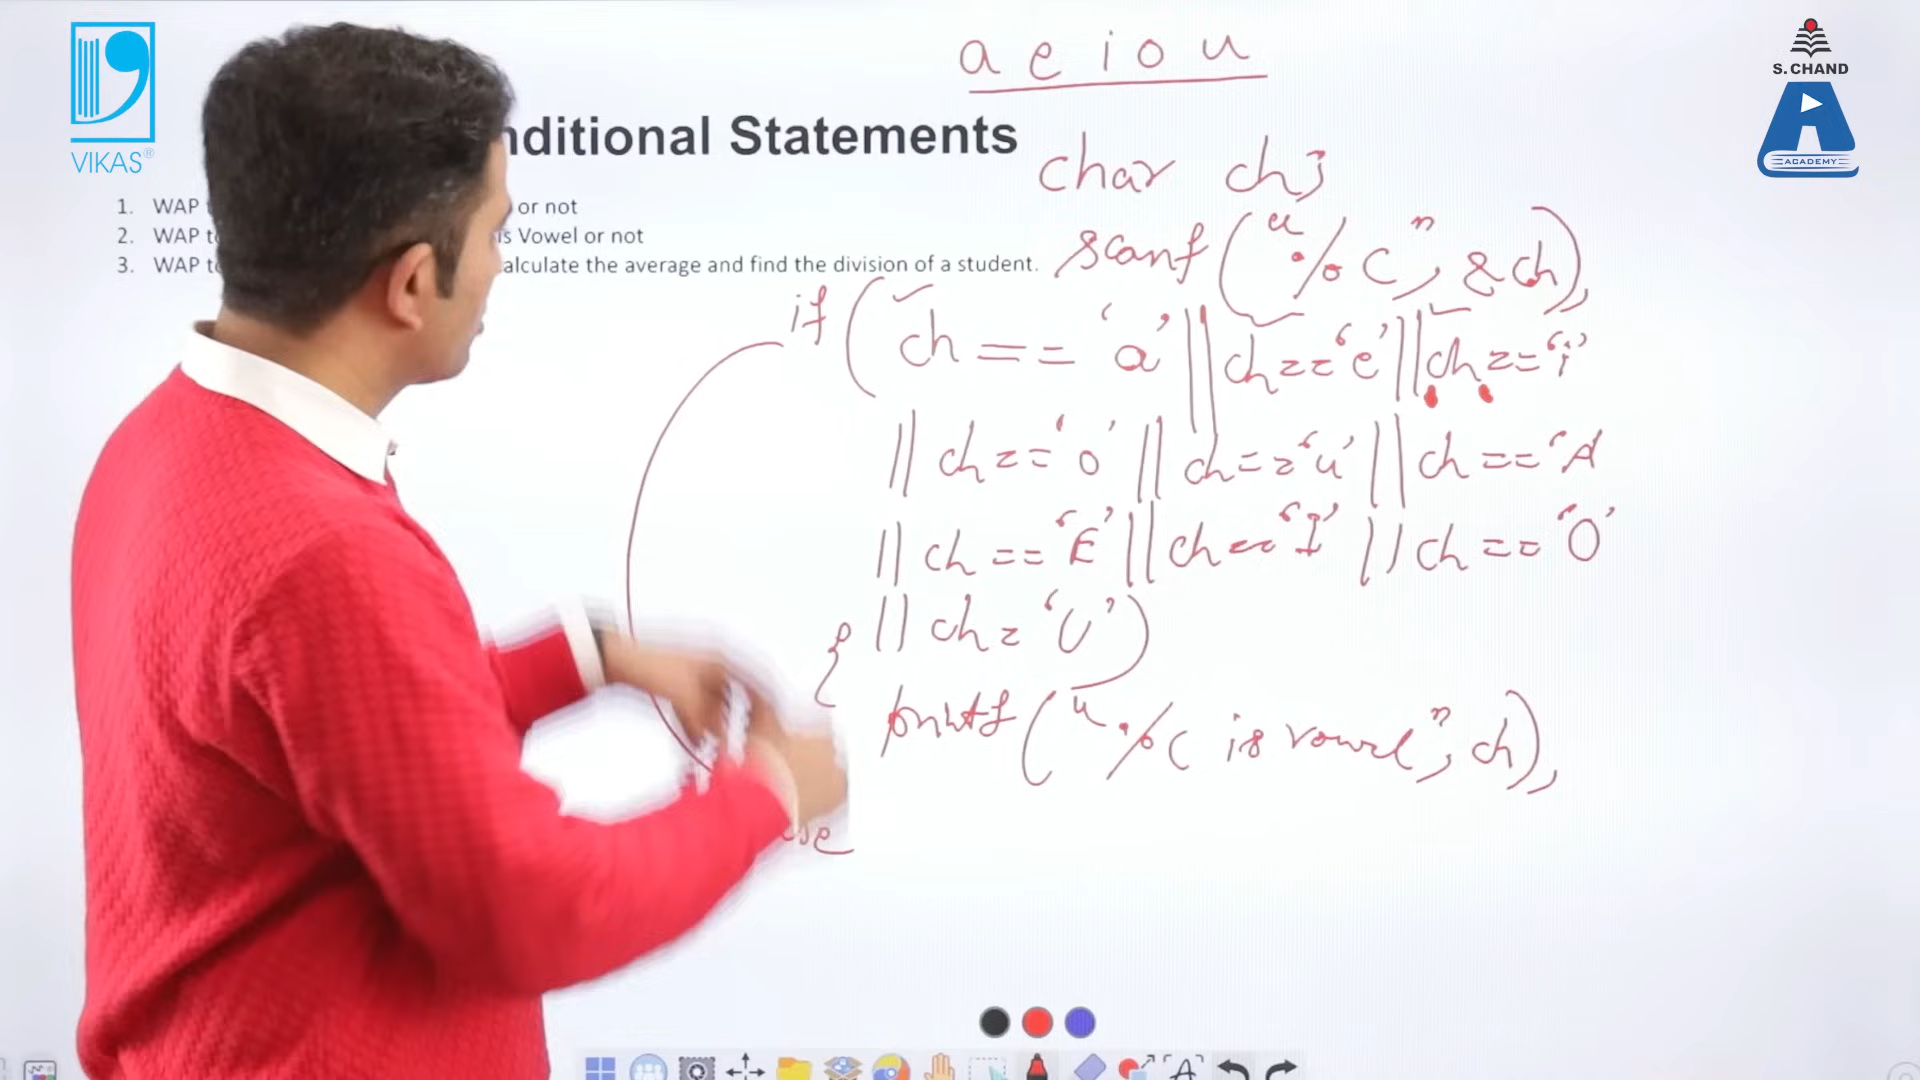 a e i o u
VIKAS®
S. CHAND
ACADEMY
nditional Statements
char ch;
1. WAP or not
2. WAP is Vowel or not
3. WAP alculate the average and find the division of a student.
scanf ("%c", &ch),
if (ch == 'a' || ch == 'e' || ch == 'i'
|| ch == 'o' || ch == 'u' || ch == 'A
|| ch == 'E' || ch == 'I' || ch == 'O'
{ || ch = 'U')
printf ("%c is vowel", ch),
A